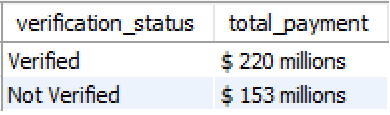 verification_status total_payment
Verified $ 220 millions
Not Verified $ 153 millions